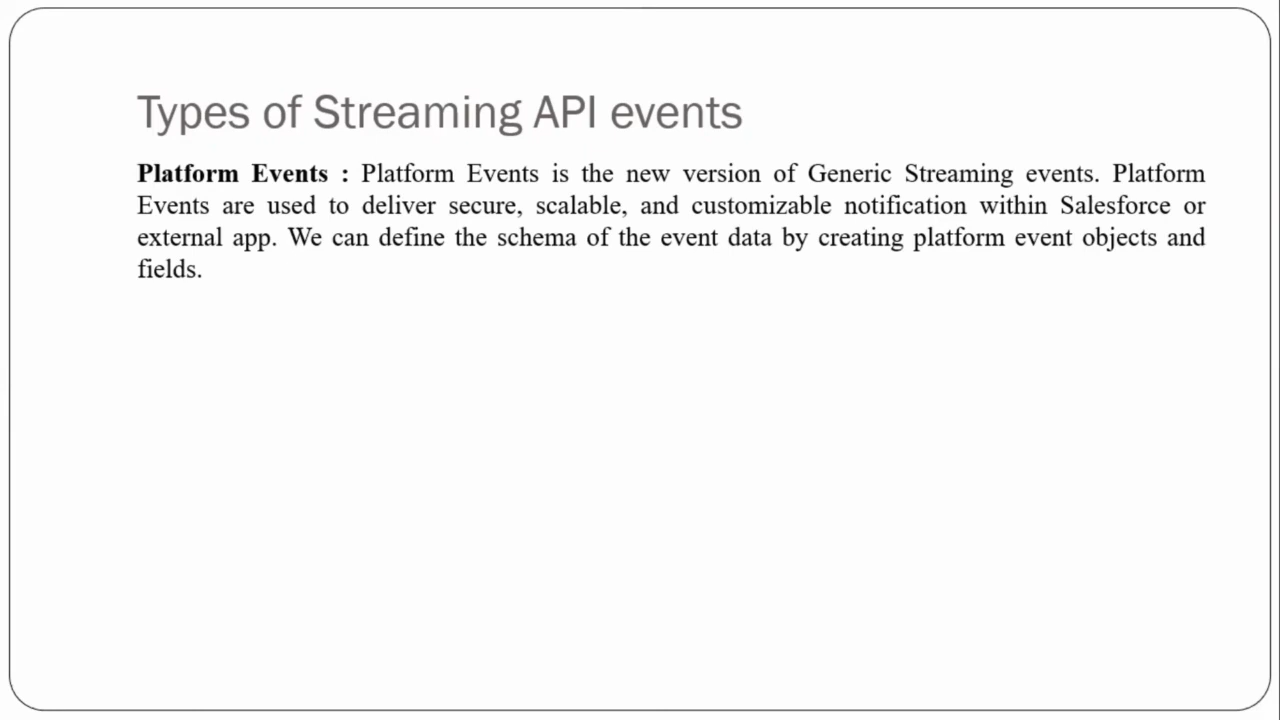 Types of Streaming API events
Platform Events : Platform Events is the new version of Generic Streaming events. Platform
Events are used to deliver secure, scalable, and customizable notification within Salesforce or
external app. We can define the schema of the event data by creating platform event objects and
fields.